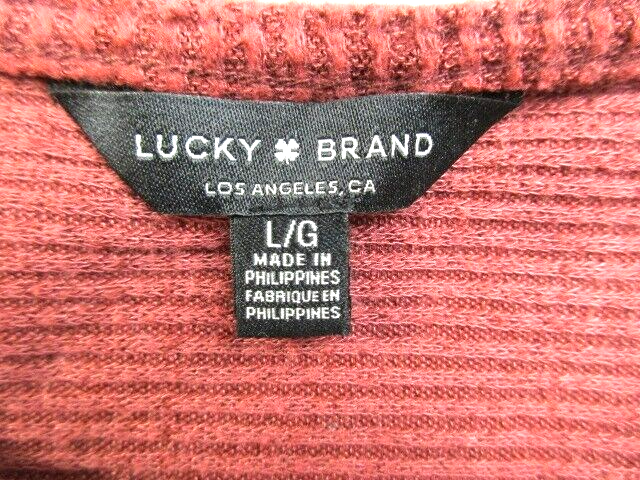 LUCKY BRAND
LOS ANGELES, CA
L/G
MADE IN
PHILIPPINES
FABRIQUE EN
PHILIPPINES